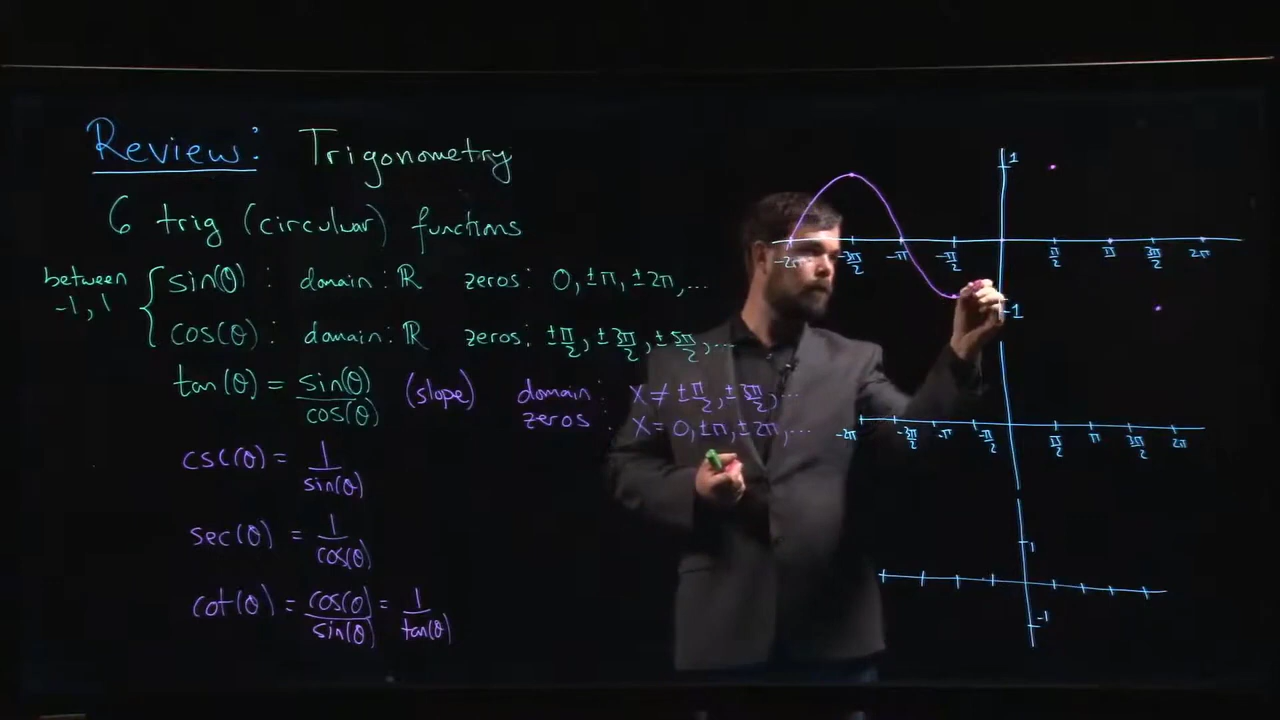 Review: Trigonometry
6 trig (circular) functions
between -1, 1
sin(θ) : domain: ℝ zeros: 0, ±π, ±2π, ...
cos(θ) : domain: ℝ zeros: ±π/2, ±3π/2, ±5π/2, ...
tan(θ) = sin(θ)/cos(θ) (slope) domain: x ≠ ±π/2, ±3π/2, ...
zeros: x = 0, ±π, ±2π, ...
csc(θ) = 1/sin(θ)
sec(θ) = 1/cos(θ)
cot(θ) = cos(θ)/sin(θ) = 1/tan(θ)
1
-2π -3π/2 -π -π/2 π/2 π 3π/2 2π
-1
-2π -3π/2 -π -π/2 π/2 π 3π/2 2π
1
-1